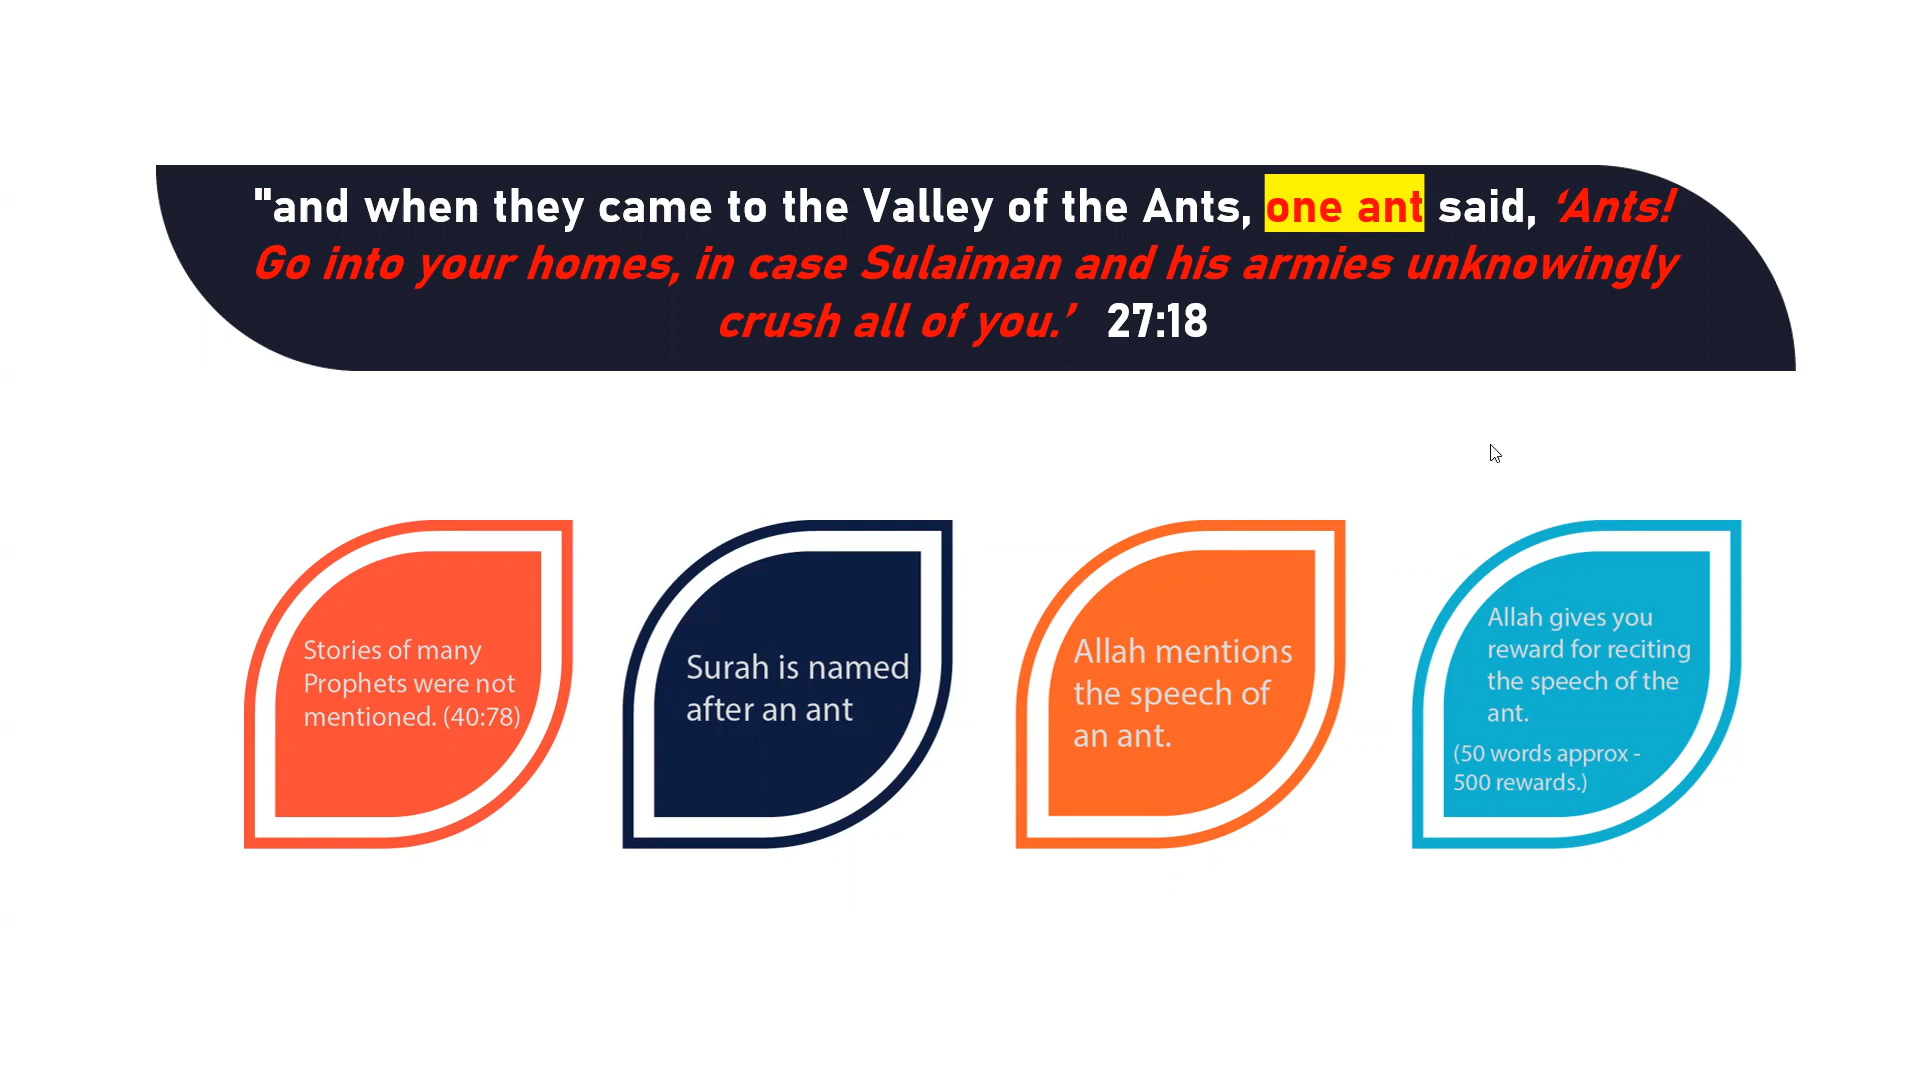 "and when they came to the Valley of the Ants, one ant said, ‘Ants!
Go into your homes, in case Sulaiman and his armies unknowingly
crush all of you.’ 27:18
Stories of many
Prophets were not
mentioned. (40:78)
Surah is named
after an ant
Allah mentions
the speech of
an ant.
Allah gives you
reward for reciting
the speech of the
ant.
(50 words approx -
500 rewards.)